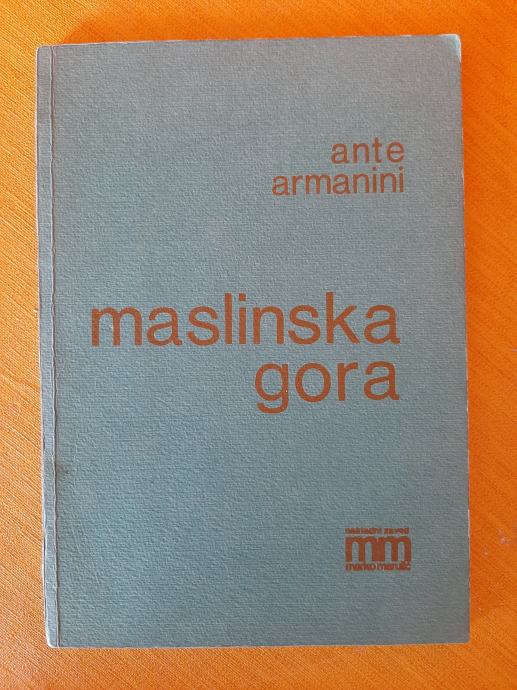 ante
armanini
maslinska
gora
nakladni zavod
mm
marko marulić